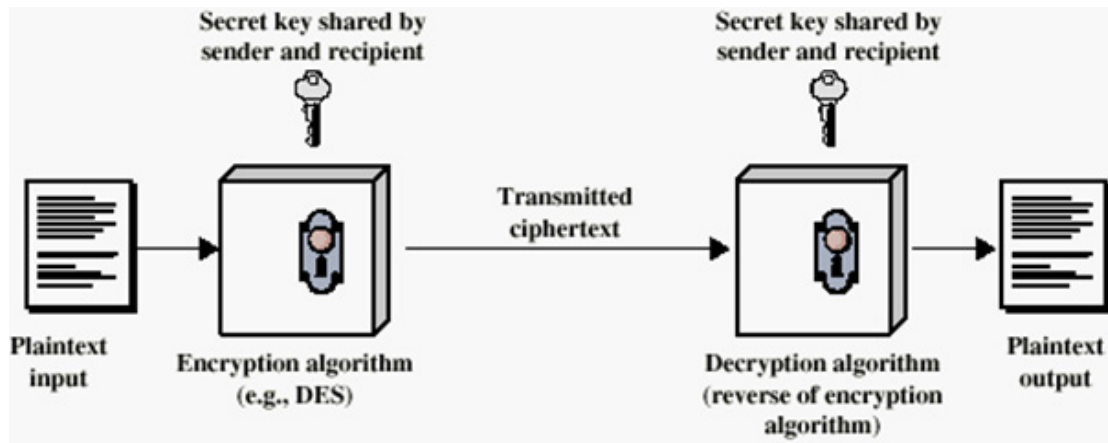 Secret key shared by
sender and recipient
Secret key shared by
sender and recipient
Transmitted
ciphertext
Plaintext
input
Encryption algorithm
(e.g., DES)
Decryption algorithm
(reverse of encryption
algorithm)
Plaintext
output